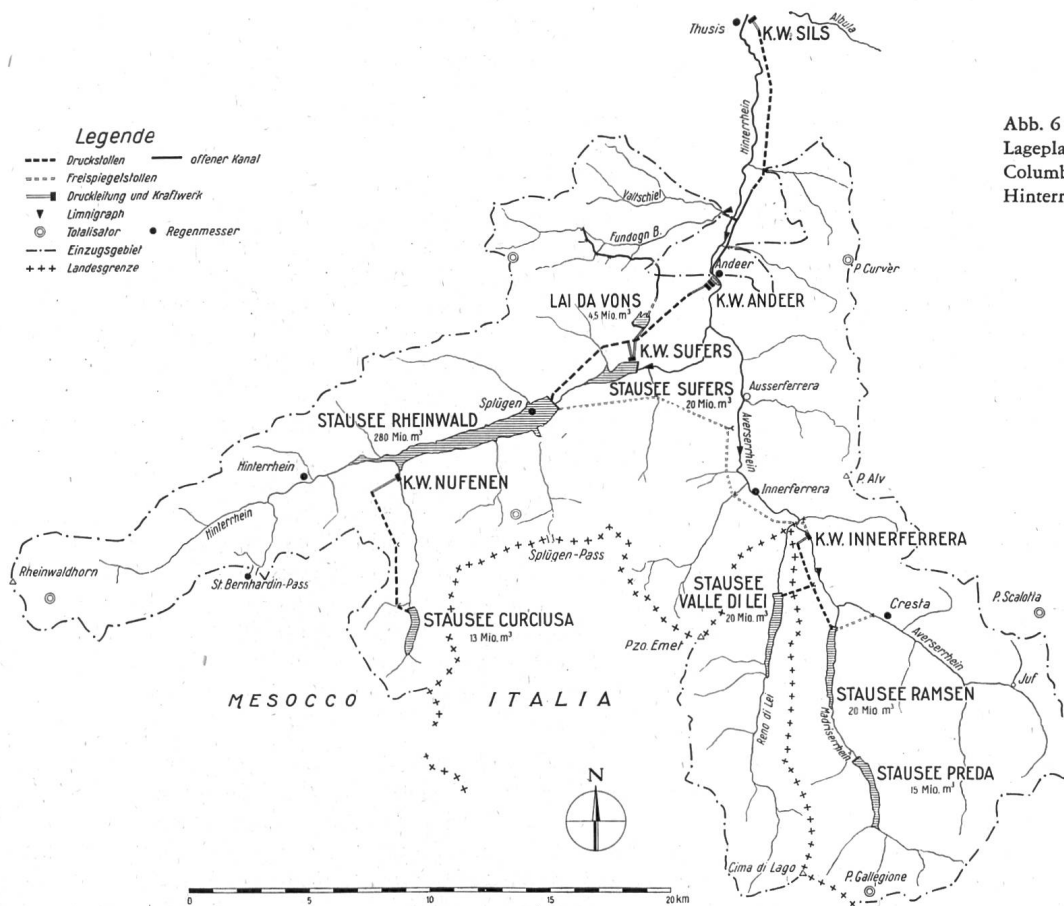 Thusis
K.W. SILS
Albula
Hinterrhein
Abb. 6
Legende
Druckstollen
offener Kanal
Freispiegelstollen
Druckleitung und Kraftwerk
Limnigraph
Totalisator
Regenmesser
Einzugsgebiet
Landesgrenze
Valtschiel
Fundogn B.
Andeer
P. Curvèr
K.W. ANDEER
LAI DA VONS
45 Mio. m³
K.W. SUFERS
STAUSEE SUFERS
20 Mio. m³
Ausserferrera
Averserrhein
Splügen
STAUSEE RHEINWALD
280 Mio. m³
Hinterrhein
K.W. NUFENEN
P. Alv
Innerferrera
Hinterrhein
K.W. INNERFERRERA
Splügen-Pass
Rheinwaldhorn
St. Bernhardin-Pass
STAUSEE
VALLE DI LEI
20 Mio. m³
Cresta
P. Scalotta
STAUSEE CURCIUSA
13 Mio. m³
Pzo. Emet
Averserrhein
Juf
MESOCCO
ITALIA
Reno di Lei
STAUSEE RAMSEN
20 Mio. m³
Madriserrhein
STAUSEE PREDA
15 Mio. m³
N
Cima di Lago
P. Gallegione
0 5 10 15 20 km